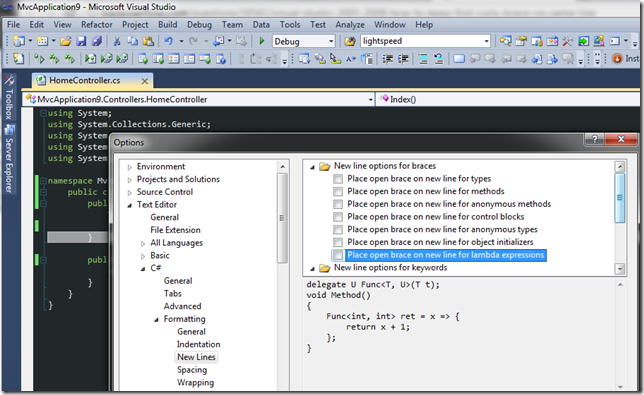 MvcApplication9 - Microsoft Visual Studio
File Edit View Refactor Project Build Debug Team Data Tools Test Analyze Window Help
Debug lightspeed
Inst
Toolbox
Server Explorer
HomeController.cs
MvcApplication9.Controllers.HomeController Index()
using System;
using System.Collections.Generic;
using System.
using System.
using System.
namespace Mv
public c
publ
}
publ
}
}
}
Options
Environment
Projects and Solutions
Source Control
Text Editor
General
File Extension
All Languages
Basic
C#
General
Tabs
Advanced
Formatting
General
Indentation
New Lines
Spacing
Wrapping
New line options for braces
Place open brace on new line for types
Place open brace on new line for methods
Place open brace on new line for anonymous methods
Place open brace on new line for control blocks
Place open brace on new line for anonymous types
Place open brace on new line for object initializers
Place open brace on new line for lambda expressions
New line options for keywords
delegate U Func<T, U>(T t);
void Method()
{
Func<int, int> ret = x => {
return x + 1;
};
}